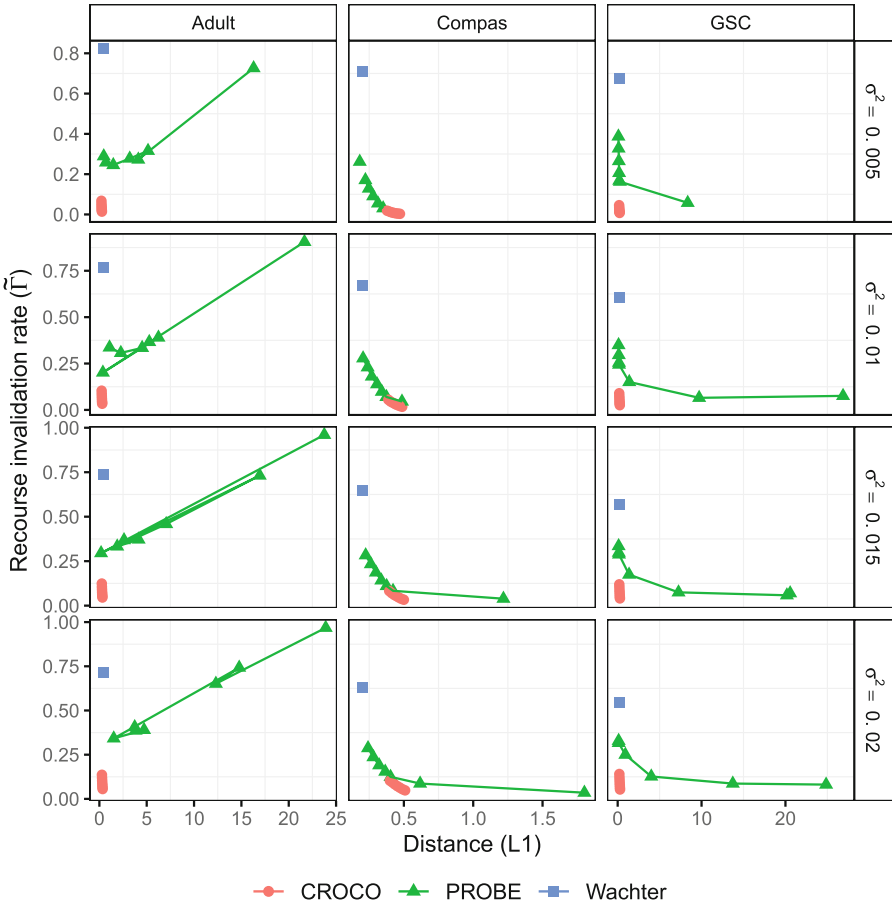 Adult Compas GSC
0.8
0.6
0.4
0.2
0.0
σ² = 0.005
0.75
0.50
0.25
0.00
σ² = 0.01
1.00
0.75
0.50
0.25
0.00
σ² = 0.015
1.00
0.75
0.50
0.25
0.00
σ² = 0.02
Recourse invalidation rate (Γ̃)
0 5 10 15 20 25 0.5 1.0 1.5 0 10 20
Distance (L1)
CROCO PROBE Wachter